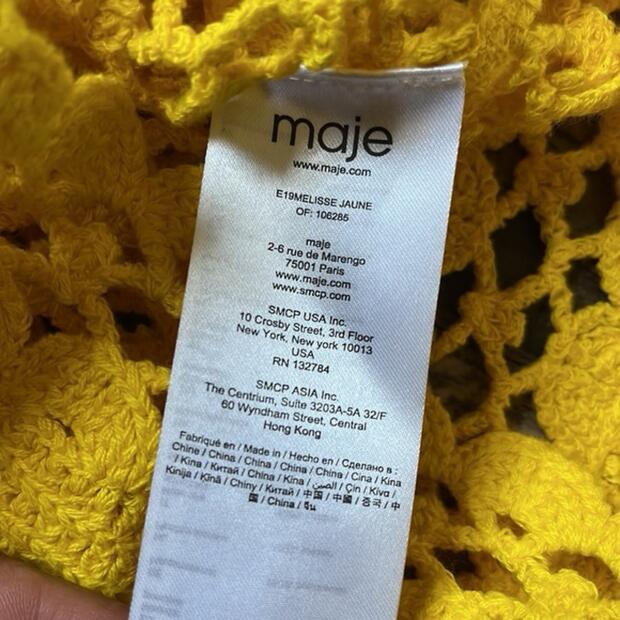 maje
www.maje.com
E19MELISSE JAUNE
OF: 106285
maje
2-6 rue de Marengo
75001 Paris
www.maje.com
www.smcp.com
SMCP USA Inc.
10 Crosby Street, 3rd Floor
New York, New york 10013
USA
RN 132784
SMCP ASIA Inc.
The Centrium, Suite 3203A-5A 32/F
60 Wyndham Street, Central
Hong Kong
Fabriqué en / Made in / Hecho en / Сделано в :
Chine / China / China / China / China / Cina / Kina
/ Kina / Китай / China / Kina / الصين / Çin / Kiva /
Kinija / Ķīnā / Chiny / Китай / 中国 / 中國 / 중국 / 中
国 / China / จีน